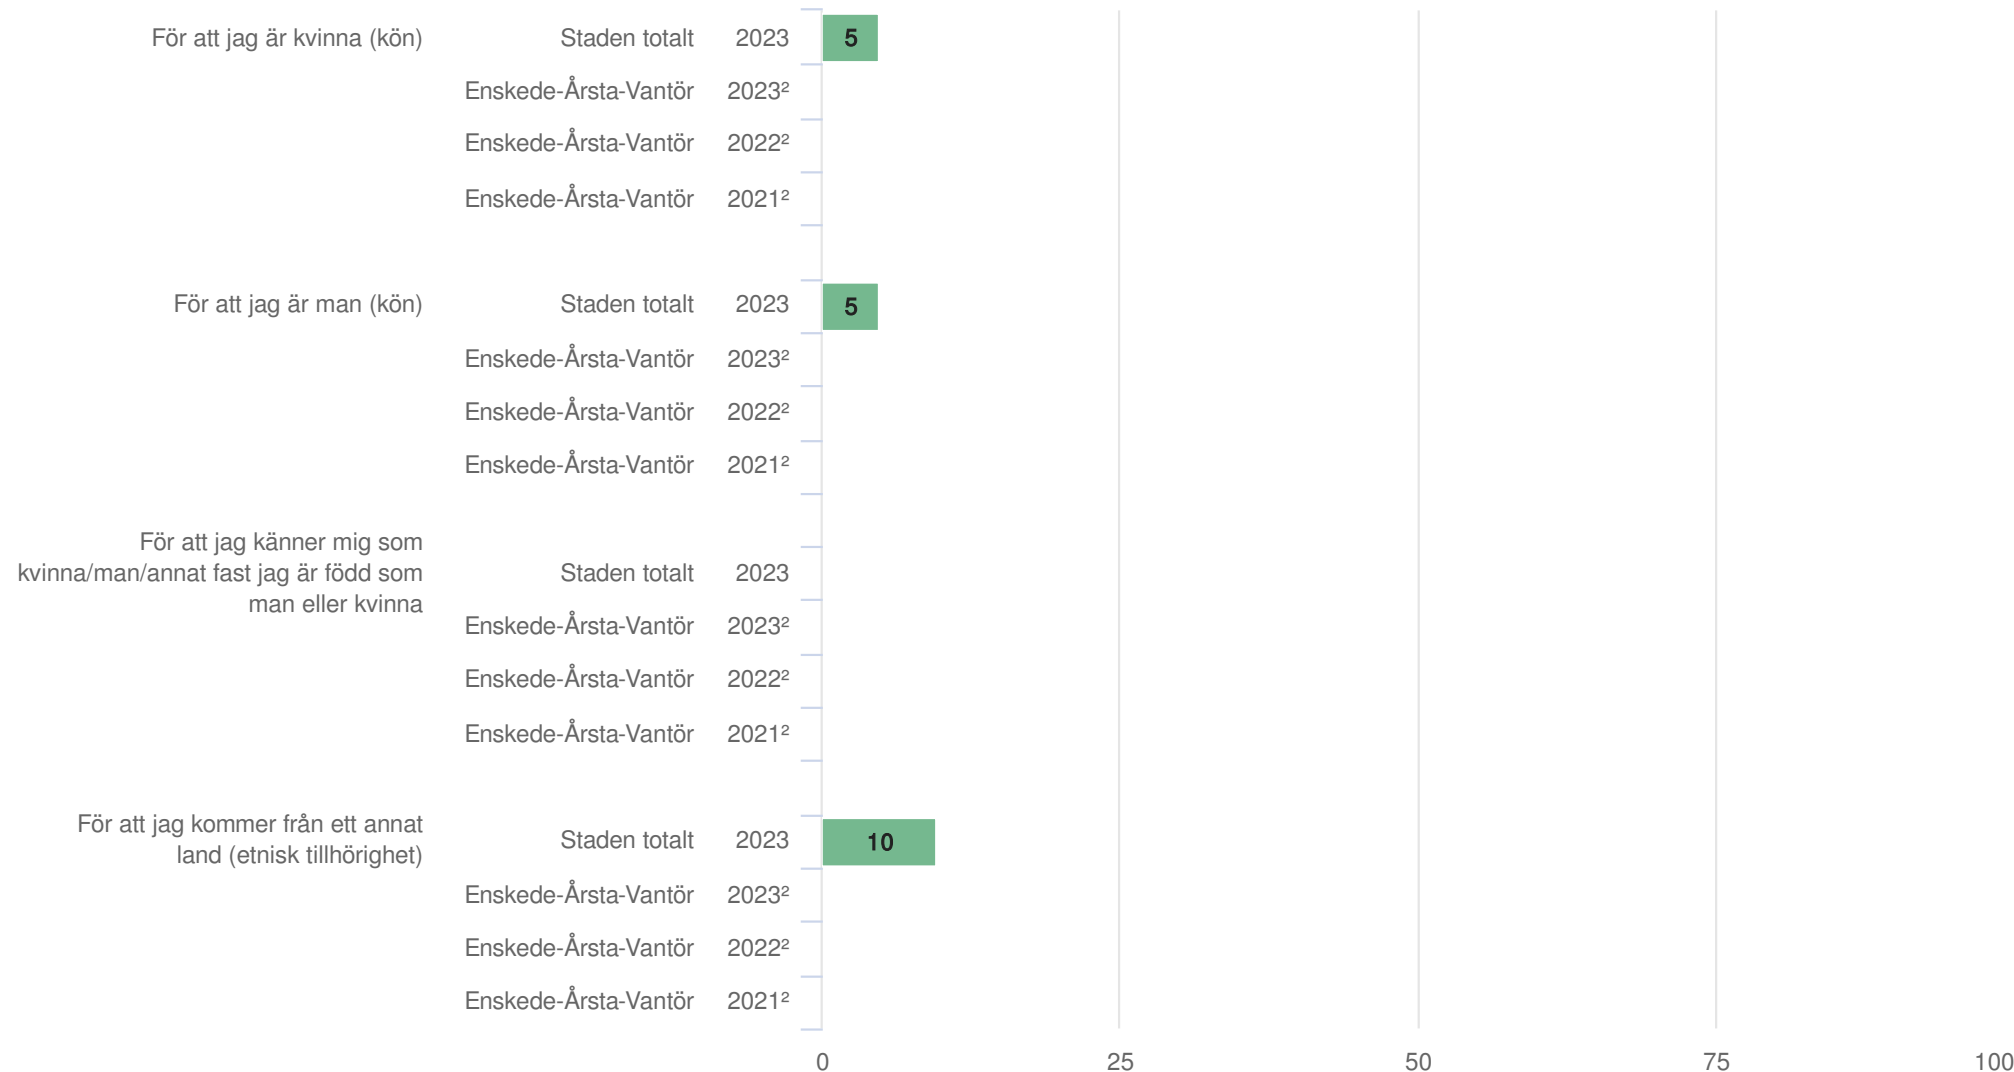 För att jag är kvinna (kön) Staden totalt 2023 5
Enskede-Årsta-Vantör 2023²
Enskede-Årsta-Vantör 2022²
Enskede-Årsta-Vantör 2021²
För att jag är man (kön) Staden totalt 2023 5
Enskede-Årsta-Vantör 2023²
Enskede-Årsta-Vantör 2022²
Enskede-Årsta-Vantör 2021²
För att jag känner mig som
kvinna/man/annat fast jag är född som Staden totalt 2023
man eller kvinna
Enskede-Årsta-Vantör 2023²
Enskede-Årsta-Vantör 2022²
Enskede-Årsta-Vantör 2021²
För att jag kommer från ett annat
land (etnisk tillhörighet) Staden totalt 2023 10
Enskede-Årsta-Vantör 2023²
Enskede-Årsta-Vantör 2022²
Enskede-Årsta-Vantör 2021²
0 25 50 75 100